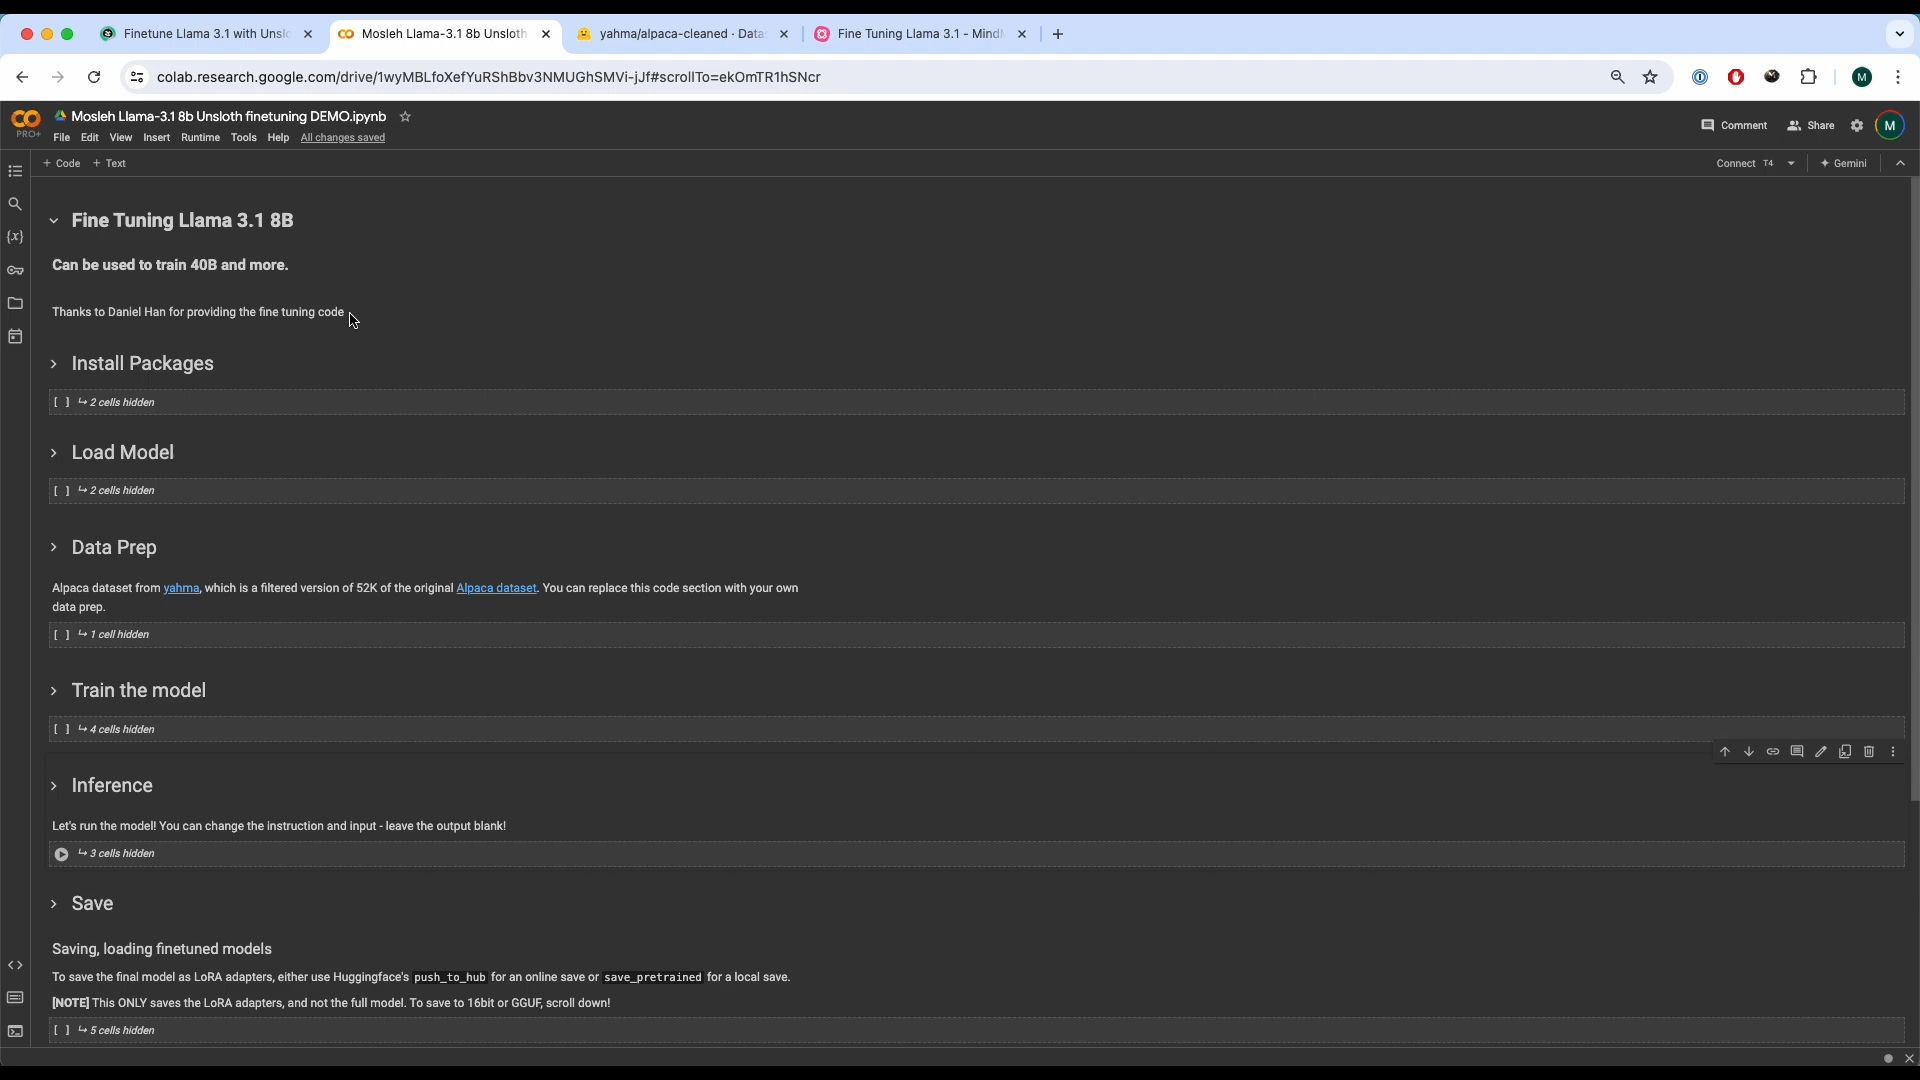 Finetune Llama 3.1 with Unslo
Mosleh Llama-3.1 8b Unsloth
yahma/alpaca-cleaned · Data
Fine Tuning Llama 3.1 - Mind
colab.research.google.com/drive/1wyMBLfoXefYuRShBbv3NMUGhSMVi-jJf#scrollTo=ekOmTR1hSNcr
M
PRO+
Mosleh Llama-3.1 8b Unsloth finetuning DEMO.ipynb
File Edit View Insert Runtime Tools Help All changes saved
Comment Share M
+ Code + Text
Connect T4 Gemini
Fine Tuning Llama 3.1 8B
Can be used to train 40B and more.
Thanks to Daniel Han for providing the fine tuning code
Install Packages
[ ] ↳ 2 cells hidden
Load Model
[ ] ↳ 2 cells hidden
Data Prep
Alpaca dataset from yahma, which is a filtered version of 52K of the original Alpaca dataset. You can replace this code section with your own
data prep.
[ ] ↳ 1 cell hidden
Train the model
[ ] ↳ 4 cells hidden
Inference
Let's run the model! You can change the instruction and input - leave the output blank!
↳ 3 cells hidden
Save
Saving, loading finetuned models
To save the final model as LoRA adapters, either use Huggingface's push_to_hub for an online save or save_pretrained for a local save.
[NOTE] This ONLY saves the LoRA adapters, and not the full model. To save to 16bit or GGUF, scroll down!
[ ] ↳ 5 cells hidden